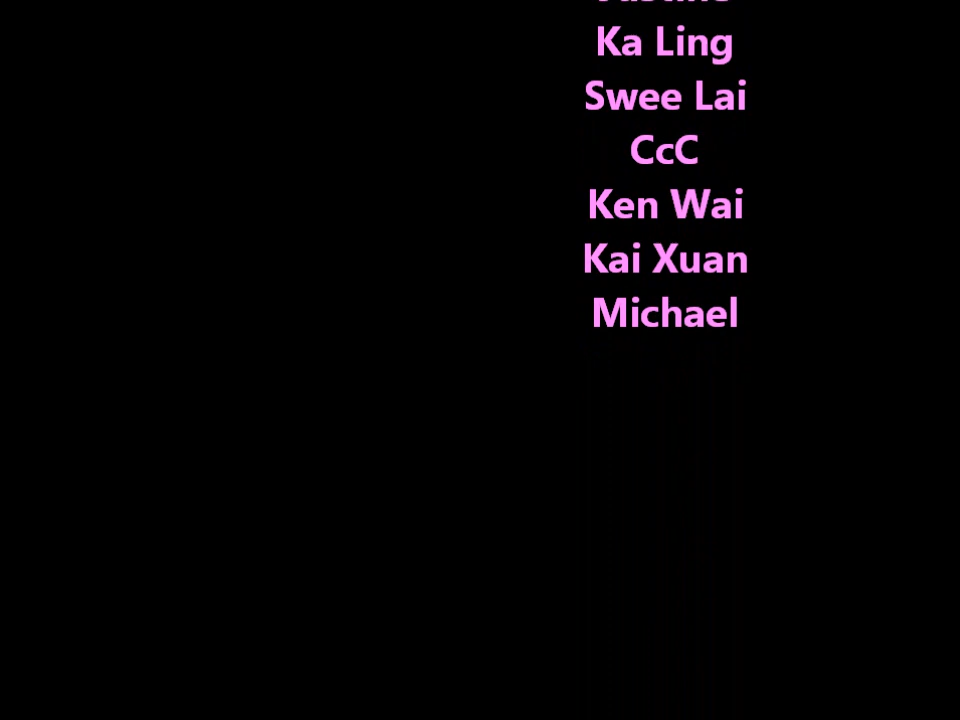 Ka Ling
Swee Lai
CcC
Ken Wai
Kai Xuan
Michael